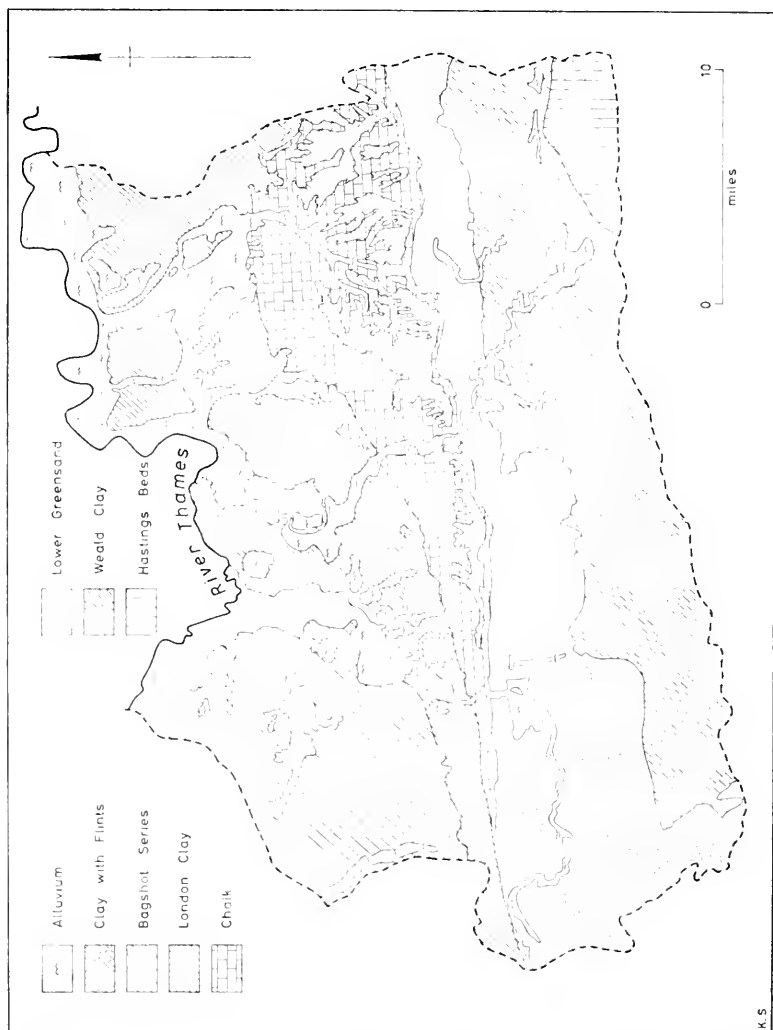 Alluvium
Clay with Flints
Bagshot Series
London Clay
Chalk
Lower Greensand
Weald Clay
Hastings Beds
River Thames
0
10
miles
K.S